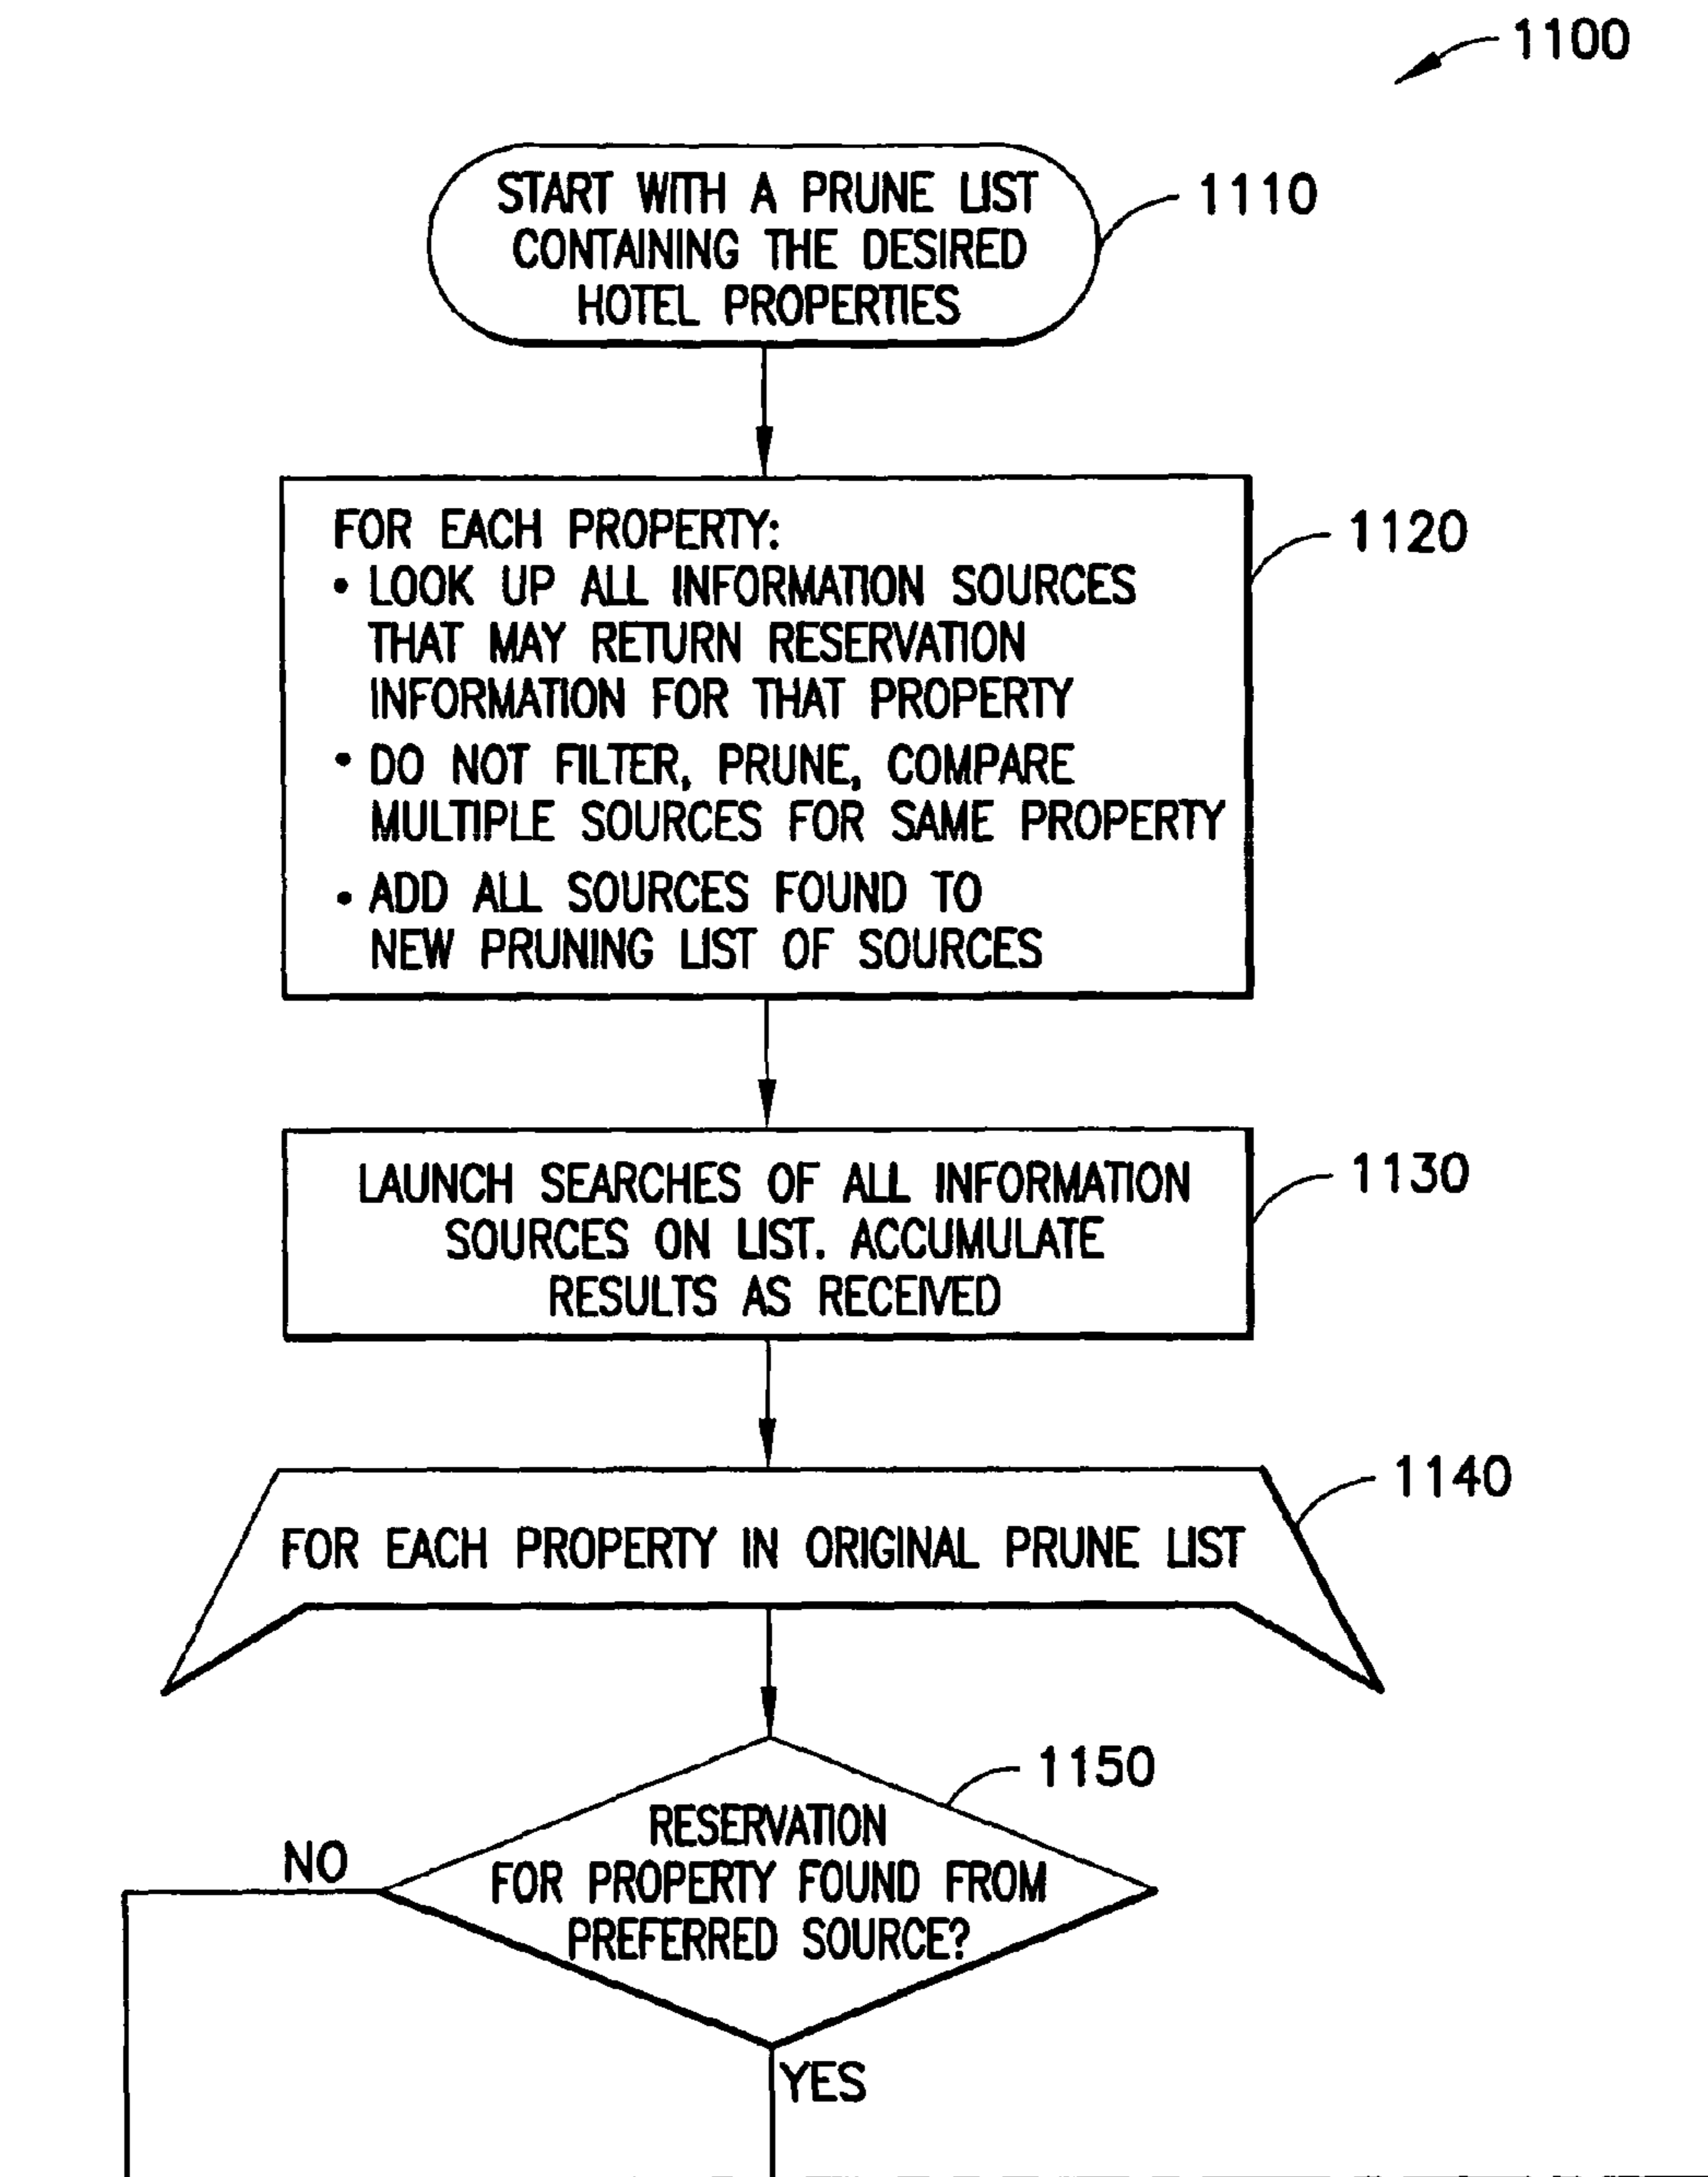 1100
START WITH A PRUNE LIST
CONTAINING THE DESIRED
HOTEL PROPERTIES
1110
FOR EACH PROPERTY:
• LOOK UP ALL INFORMATION SOURCES
THAT MAY RETURN RESERVATION
INFORMATION FOR THAT PROPERTY
• DO NOT FILTER, PRUNE, COMPARE
MULTIPLE SOURCES FOR SAME PROPERTY
• ADD ALL SOURCES FOUND TO
NEW PRUNING LIST OF SOURCES
1120
LAUNCH SEARCHES OF ALL INFORMATION
SOURCES ON LIST. ACCUMULATE
RESULTS AS RECEIVED
1130
FOR EACH PROPERTY IN ORIGINAL PRUNE LIST
1140
RESERVATION
FOR PROPERTY FOUND FROM
PREFERRED SOURCE?
1150
NO
YES